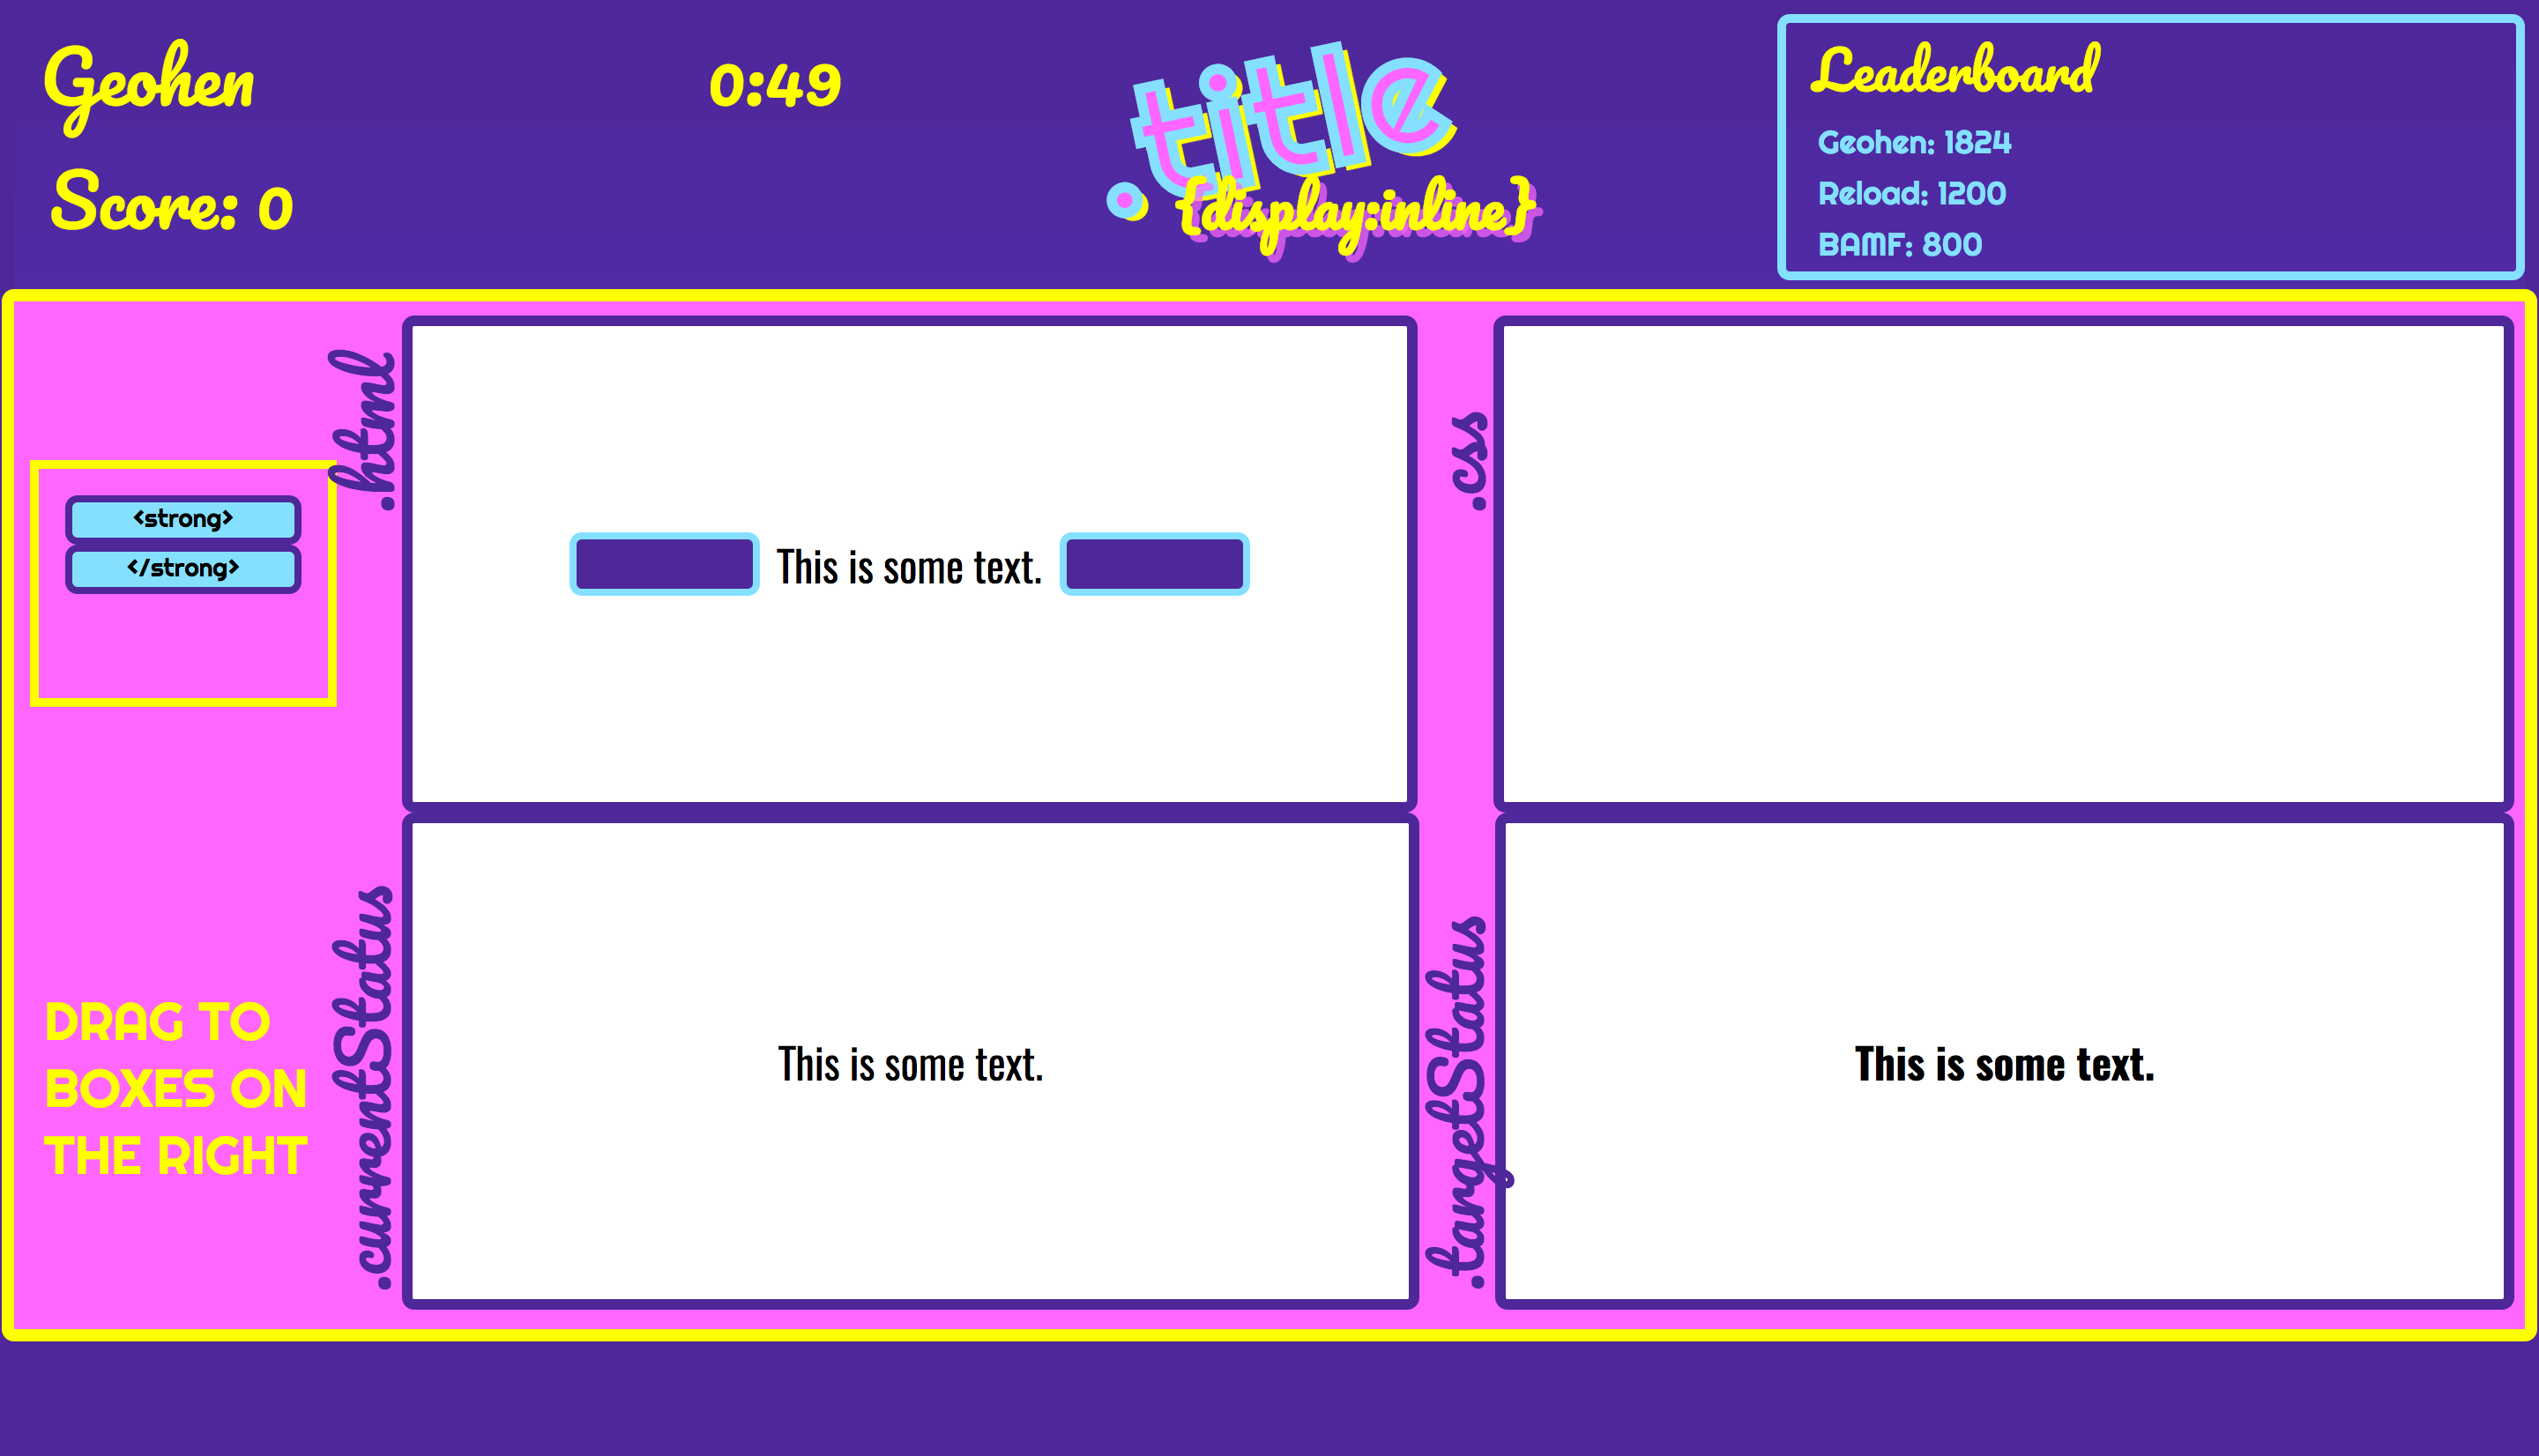 Geohen
Score: 0
0:49
.title
{display:inline}
Leaderboard
Geohen: 1824
Reload: 1200
BAMF: 800
<strong>
</strong>
DRAG TO
BOXES ON
THE RIGHT
.html
This is some text.
.css
.currentStatus
This is some text.
.targetStatus
This is some text.